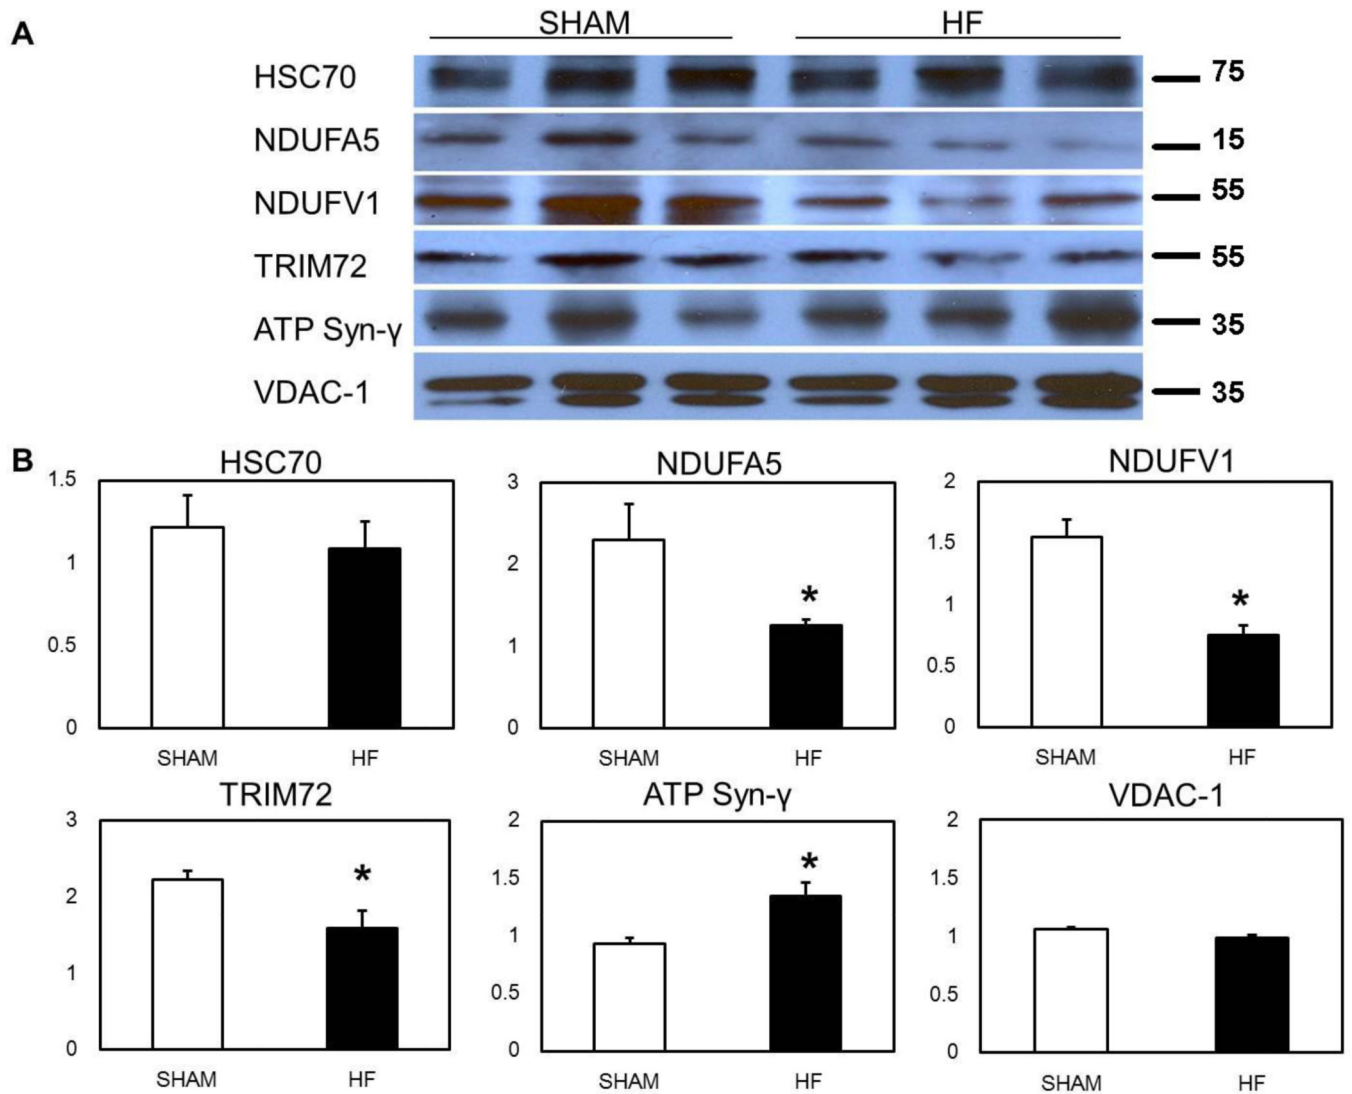 A
SHAM HF
HSC70 75
NDUFA5 15
NDUFV1 55
TRIM72 55
ATP Syn-γ 35
VDAC-1 35
B
HSC70
1.5
1
0.5
0
SHAM HF
NDUFA5
3
2
1
0
*
SHAM HF
NDUFV1
2
1.5
1
0.5
0
*
SHAM HF
TRIM72
3
2
1
0
*
SHAM HF
ATP Syn-γ
2
1.5
1
0.5
0
*
SHAM HF
VDAC-1
2
1.5
1
0.5
0
SHAM HF